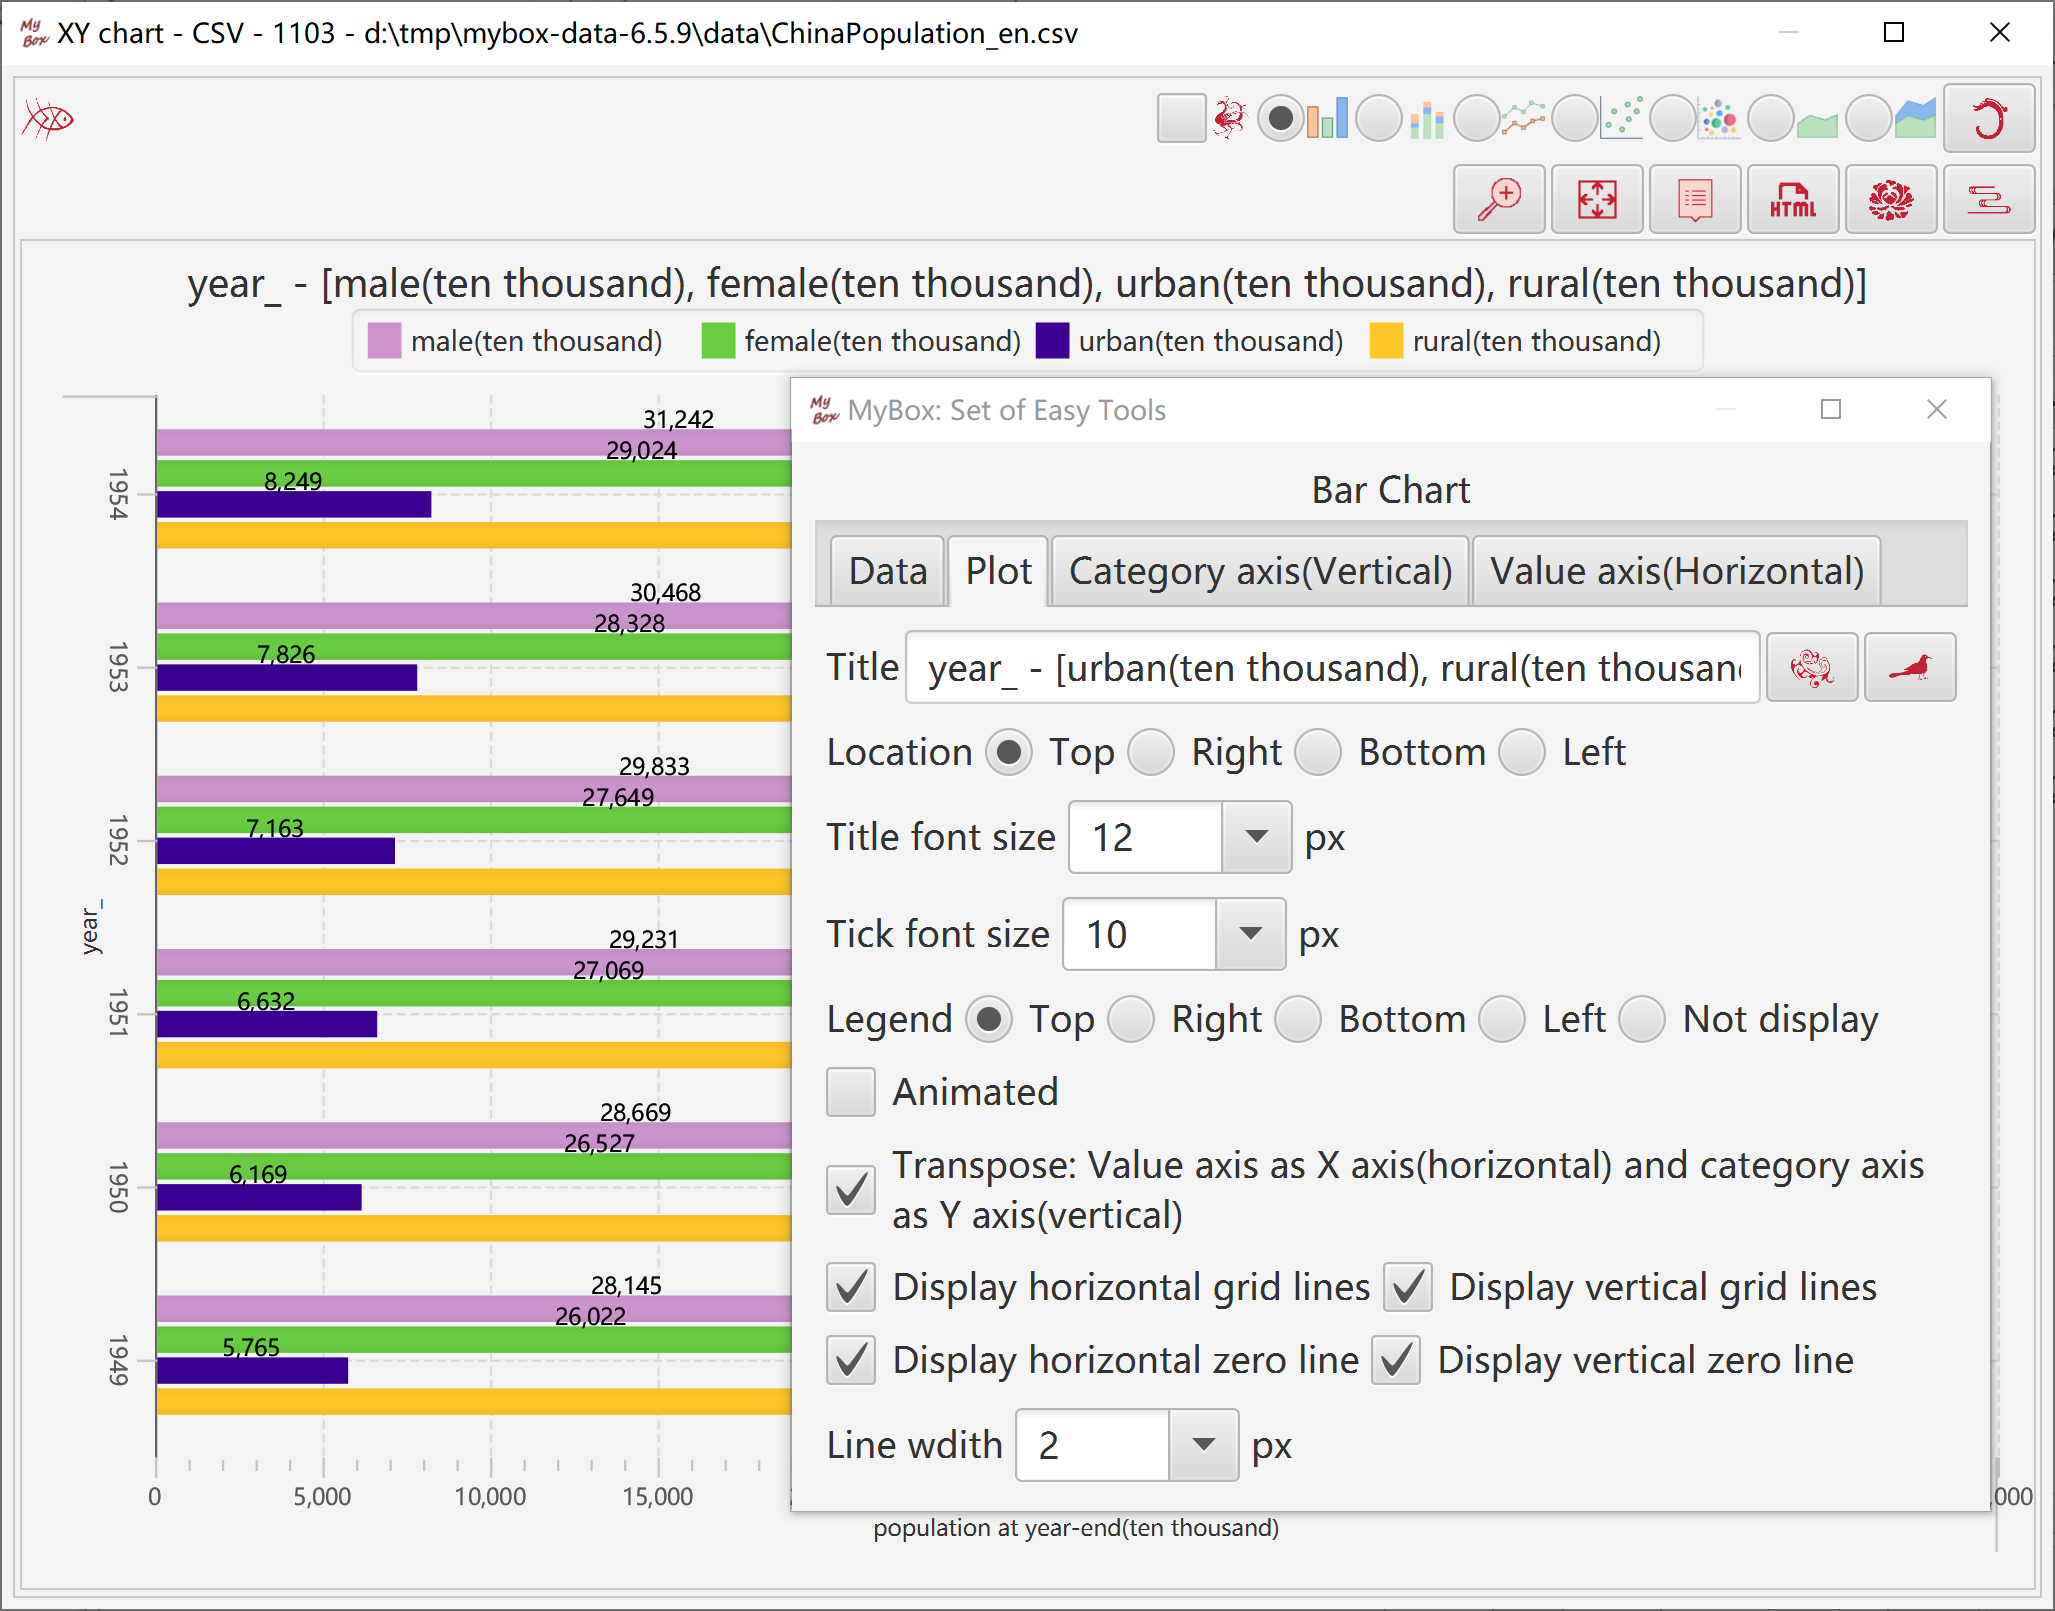 My Box XY chart - CSV - 1103 - d:\tmp\mybox-data-6.5.9\data\ChinaPopulation_en.csv
HTML
year_ - [male(ten thousand), female(ten thousand), urban(ten thousand), rural(ten thousand)]
male(ten thousand) female(ten thousand) urban(ten thousand) rural(ten thousand)
1954
31,242
29,024
8,249
1953
30,468
28,328
7,826
1952
29,833
27,649
7,163
year_
1951
29,231
27,069
6,632
1950
28,669
26,527
6,169
1949
28,145
26,022
5,765
0 5,000 10,000 15,000 ,000
population at year-end(ten thousand)
My Box MyBox: Set of Easy Tools
Bar Chart
Data Plot Category axis(Vertical) Value axis(Horizontal)
Title year_ - [urban(ten thousand), rural(ten thousan
Location Top Right Bottom Left
Title font size 12 px
Tick font size 10 px
Legend Top Right Bottom Left Not display
Animated
Transpose: Value axis as X axis(horizontal) and category axis
as Y axis(vertical)
Display horizontal grid lines Display vertical grid lines
Display horizontal zero line Display vertical zero line
Line wdith 2 px